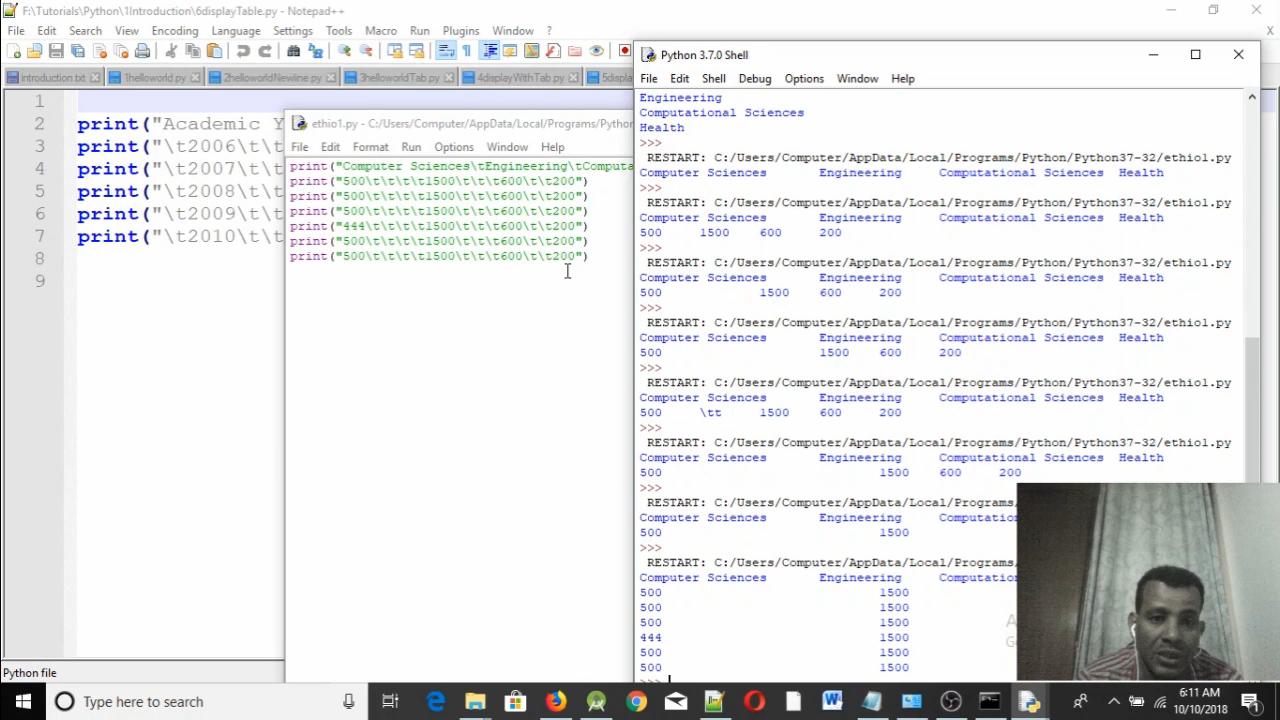 F:\Tutorials\Python\1Introduction\6displayTable.py - Notepad++
File Edit Search View Encoding Language Settings Tools Macro Run Plugins Window ?
introduction.txt 1helloworld.py 2helloworldNewline.py 3helloworldTab.py 4displayWithTab.py 5displ
1
2 print("Academic Y
3 print("\t2006\t\t
4 print("\t2007\t\t
5 print("\t2008\t\t
6 print("\t2009\t\t
7 print("\t2010\t\t
8
9
Python file
ethio1.py - C:/Users/Computer/AppData/Local/Programs/Python
File Edit Format Run Options Window Help
print("Computer Sciences\tEngineering\tComputa
print("500\t\t\t\t1500\t\t\t600\t\t200")
print("500\t\t\t\t1500\t\t\t600\t\t200")
print("500\t\t\t\t1500\t\t\t600\t\t200")
print("444\t\t\t\t1500\t\t\t600\t\t200")
print("500\t\t\t\t1500\t\t\t600\t\t200")
print("500\t\t\t\t1500\t\t\t600\t\t200")
Python 3.7.0 Shell
File Edit Shell Debug Options Window Help
Engineering
Computational Sciences
Health
>>>
RESTART: C:/Users/Computer/AppData/Local/Programs/Python/Python37-32/ethio1.py
Computer Sciences Engineering Computational Sciences Health
>>>
RESTART: C:/Users/Computer/AppData/Local/Programs/Python/Python37-32/ethio1.py
Computer Sciences Engineering Computational Sciences Health
500 1500 600 200
>>>
RESTART: C:/Users/Computer/AppData/Local/Programs/Python/Python37-32/ethio1.py
Computer Sciences Engineering Computational Sciences Health
500 1500 600 200
>>>
RESTART: C:/Users/Computer/AppData/Local/Programs/Python/Python37-32/ethio1.py
Computer Sciences Engineering Computational Sciences Health
500 1500 600 200
>>>
RESTART: C:/Users/Computer/AppData/Local/Programs/Python/Python37-32/ethio1.py
Computer Sciences Engineering Computational Sciences Health
500 \tt 1500 600 200
>>>
RESTART: C:/Users/Computer/AppData/Local/Programs/Python/Python37-32/ethio1.py
Computer Sciences Engineering Computational Sciences Health
500 1500 600 200
>>>
RESTART: C:/Users/Computer/AppData/Local/Pro
Computer Sciences Engineering Computatio
500 1500
>>>
RESTART: C:/Users/Computer/AppData/Local/Pro
Computer Sciences Engineering Computatio
500 1500
500 1500
500 1500
444 1500
500 1500
500 1500
>>>
Type here to search
6:11 AM
10/10/2018